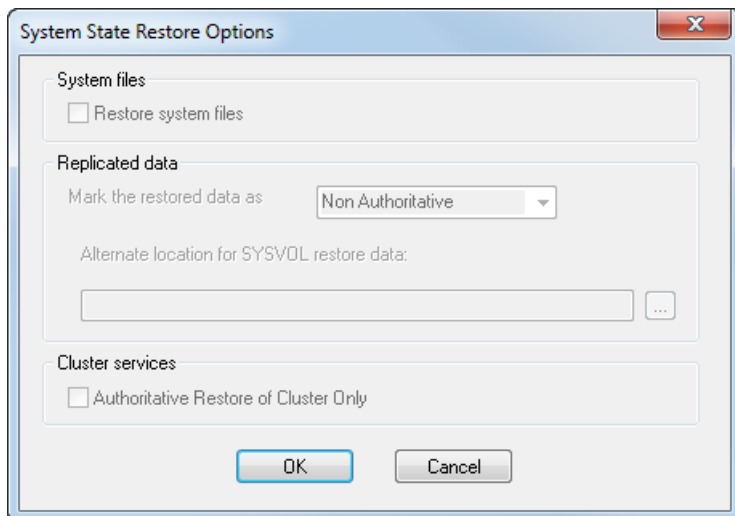 System State Restore Options
System files
Restore system files
Replicated data
Mark the restored data as Non Authoritative
Alternate location for SYSVOL restore data:
...
Cluster services
Authoritative Restore of Cluster Only
OK Cancel